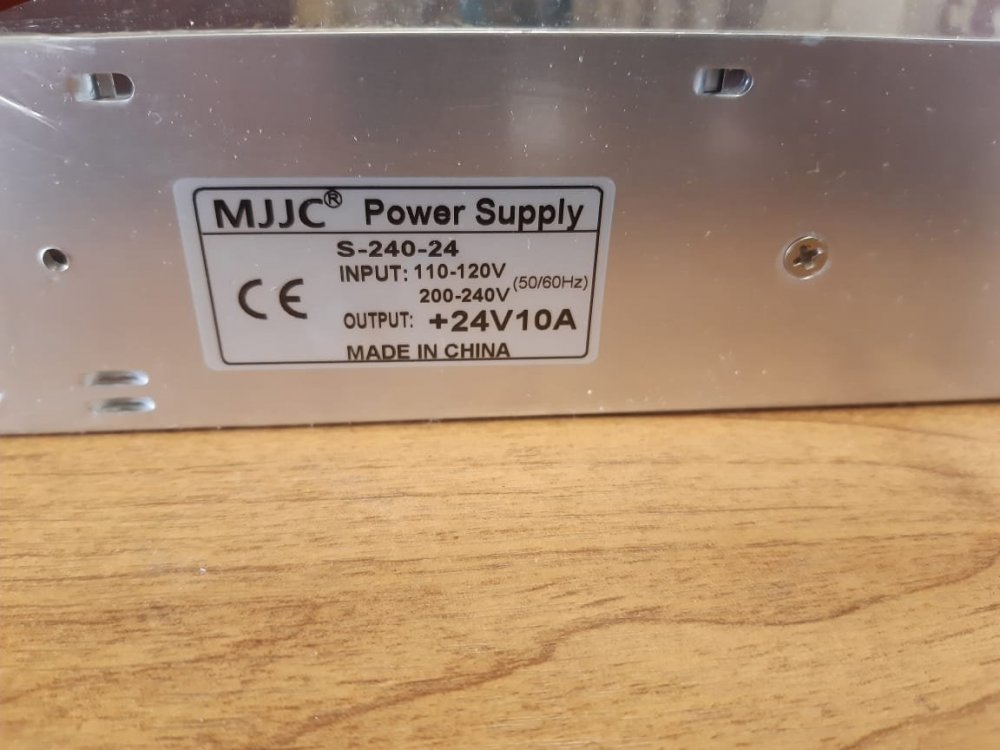 MJJC® Power Supply
S-240-24
INPUT: 110-120V
200-240V (50/60Hz)
CE
OUTPUT: +24V10A
MADE IN CHINA